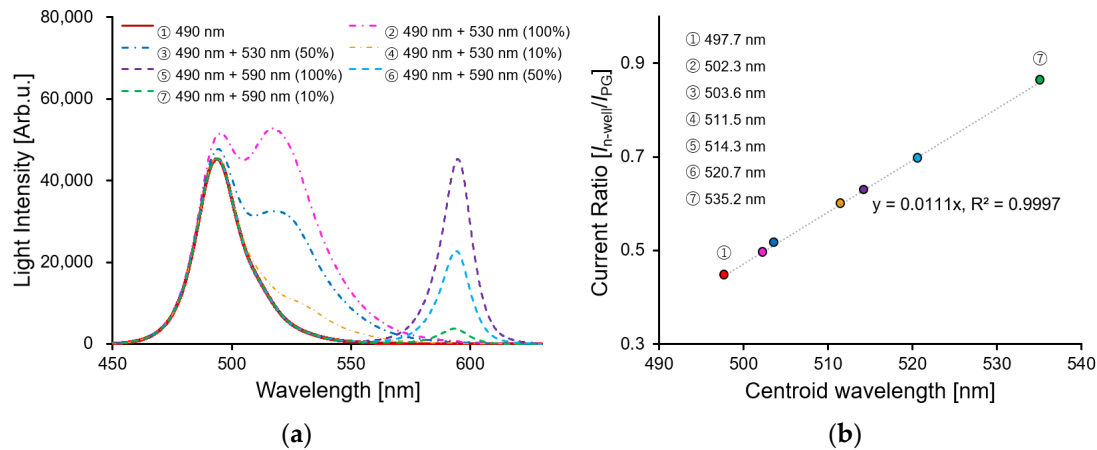 80,000
60,000
40,000
20,000
0
Light Intensity [Arb.u.]
① 490 nm
② 490 nm + 530 nm (100%)
③ 490 nm + 530 nm (50%)
④ 490 nm + 530 nm (10%)
⑤ 490 nm + 590 nm (100%)
⑥ 490 nm + 590 nm (50%)
⑦ 490 nm + 590 nm (10%)
450
500
550
600
Wavelength [nm]
(a)
0.9
0.7
0.5
0.3
Current Ratio [In-well/IPG]
① 497.7 nm
② 502.3 nm
③ 503.6 nm
④ 511.5 nm
⑤ 514.3 nm
⑥ 520.7 nm
⑦ 535.2 nm
⑦
①
y = 0.0111x, R² = 0.9997
490
500
510
520
530
540
Centroid wavelength [nm]
(b)